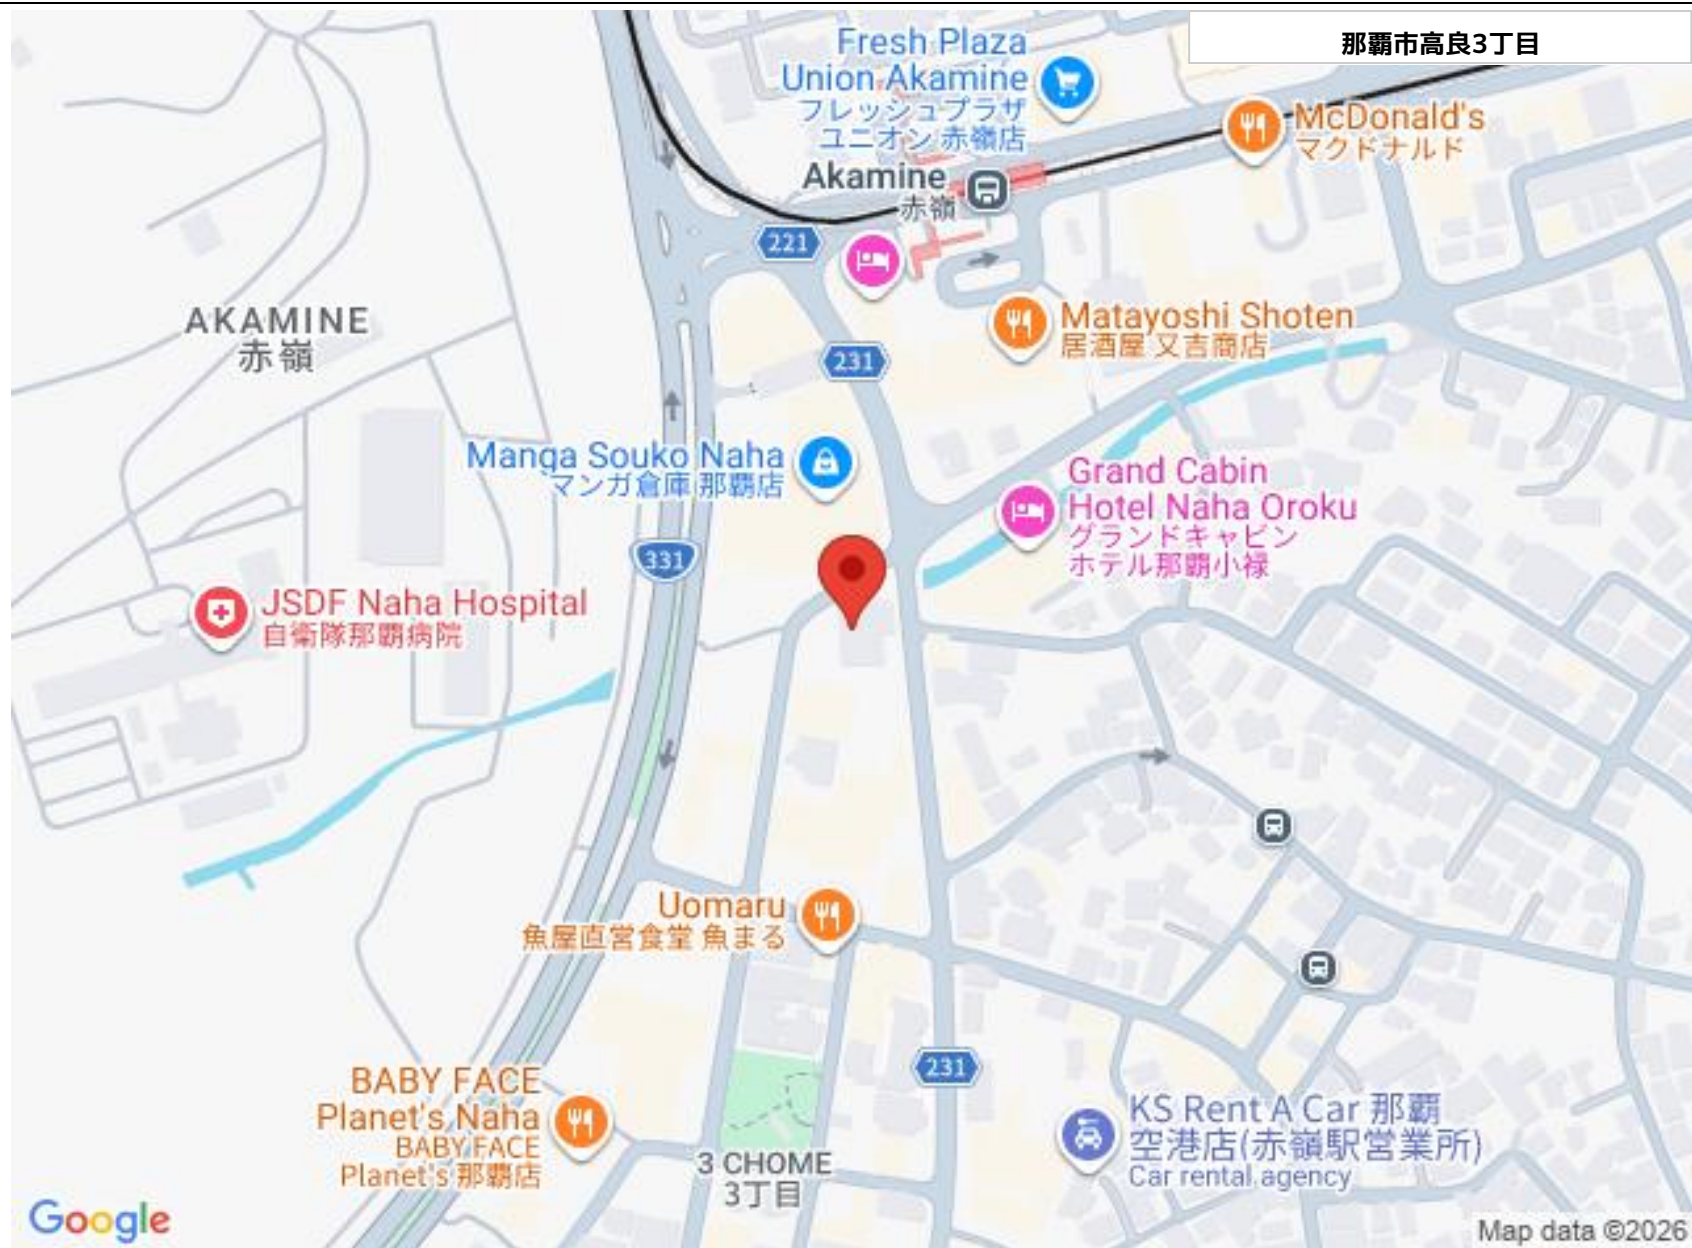 那覇市高良3丁目
Fresh Plaza
Union Akamine
フレッシュプラザ
ユニオン 赤嶺店
McDonald's
マクドナルド
Akamine
赤嶺
221
AKAMINE
赤嶺
Matayoshi Shoten
居酒屋 又吉商店
231
Manga Souko Naha
マンガ倉庫 那覇店
Grand Cabin
Hotel Naha Oroku
グランドキャビン
ホテル那覇小禄
331
JSDF Naha Hospital
自衛隊那覇病院
Uomaru
魚屋直営食堂 魚まる
231
BABY FACE
Planet's Naha
BABY FACE
Planet's 那覇店
KS Rent A Car 那覇
空港店(赤嶺駅営業所)
Car rental agency
3 CHOME
3丁目
Google
Map data ©2026